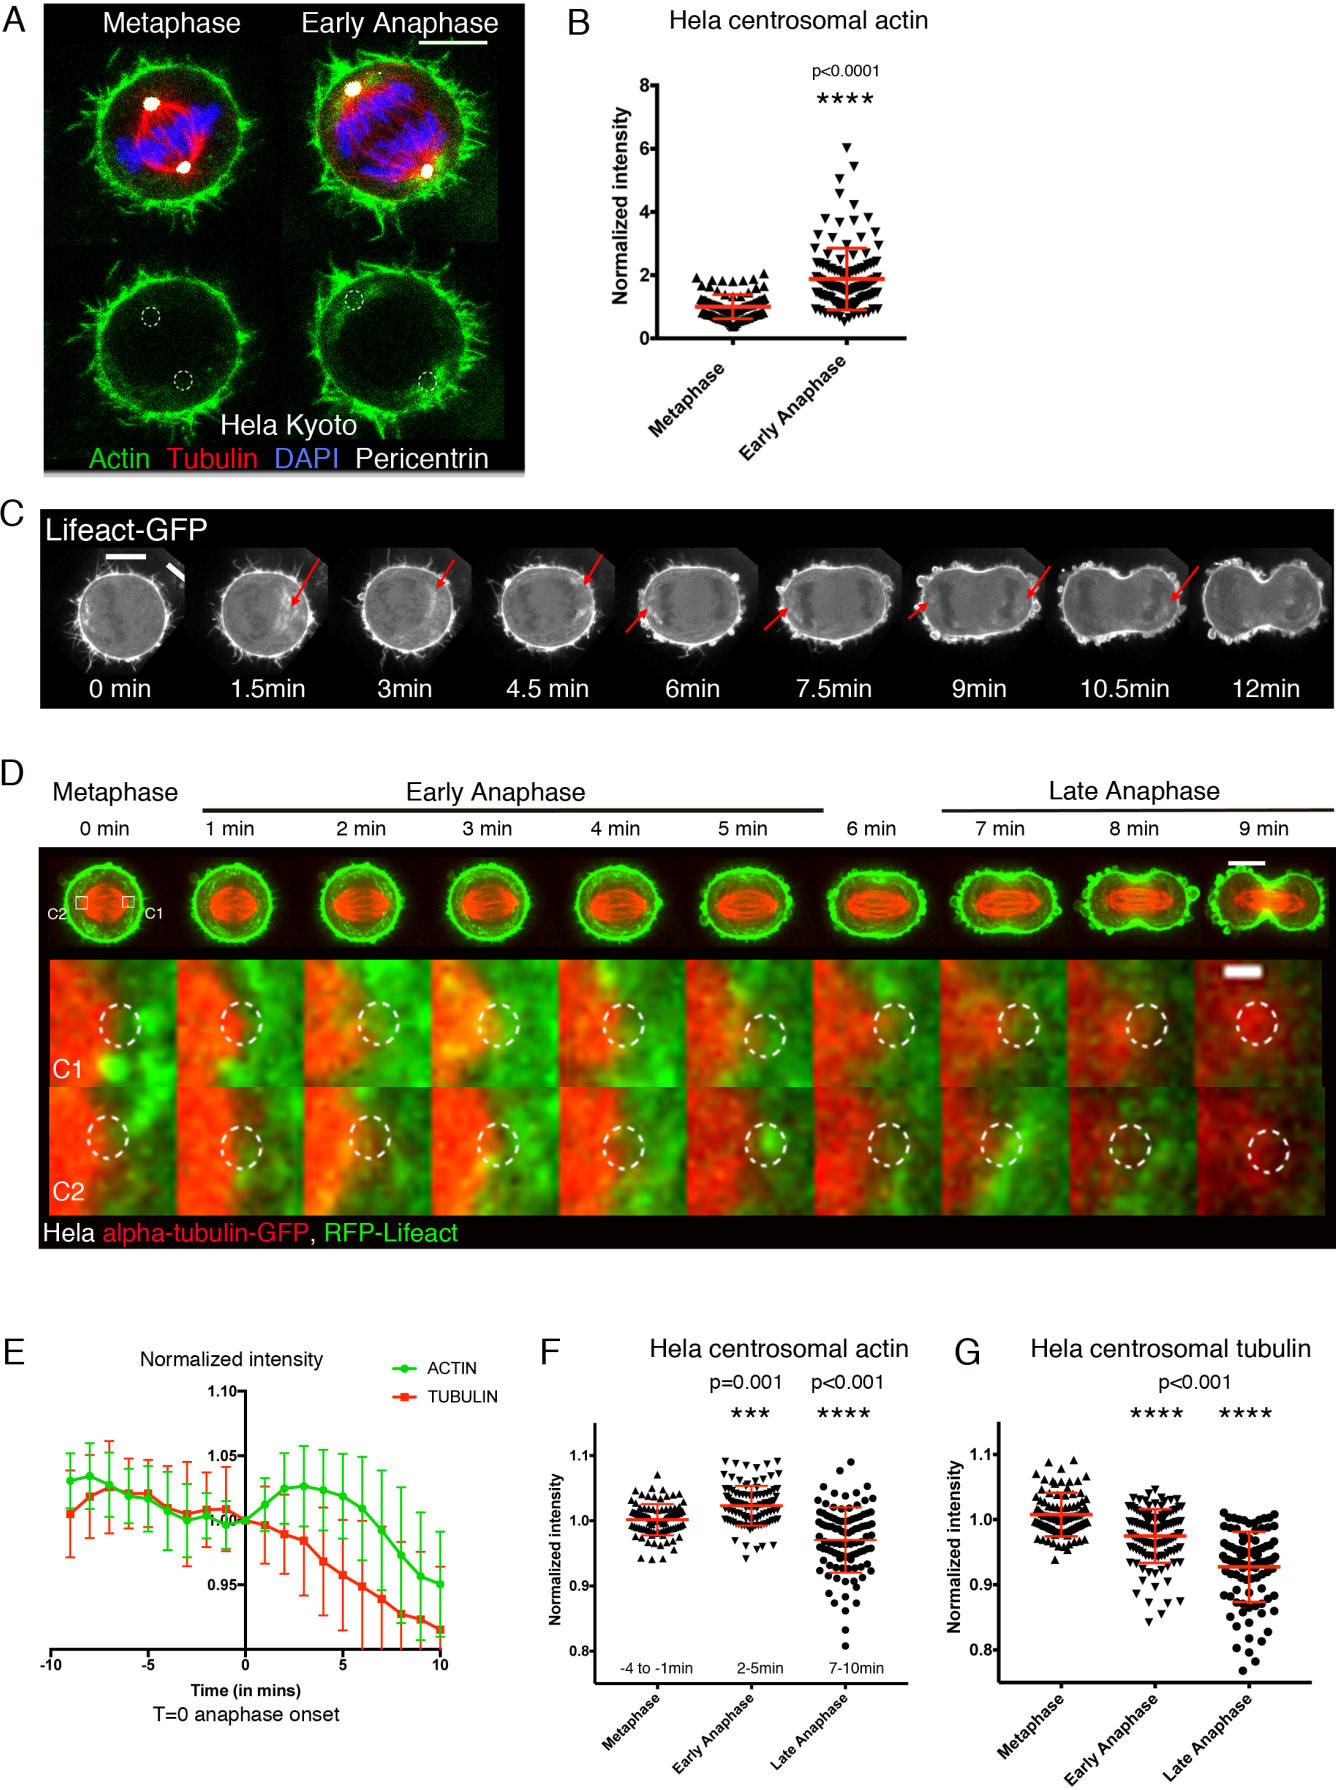 A
Metaphase
Early Anaphase
Hela Kyoto
Actin Tubulin DAPI Pericentrin
B
Hela centrosomal actin
p<0.0001
****
Normalized intensity
8
6
4
2
0
Metaphase
Early Anaphase
C
Lifeact-GFP
0 min
1.5min
3min
4.5 min
6min
7.5min
9min
10.5min
12min
D
Metaphase
Early Anaphase
Late Anaphase
0 min
1 min
2 min
3 min
4 min
5 min
6 min
7 min
8 min
9 min
C2
C1
C1
C2
Hela alpha-tubulin-GFP, RFP-Lifeact
E
Normalized intensity
ACTIN
TUBULIN
1.10
1.05
1.00
0.95
-10
-5
0
5
10
Time (in mins)
T=0 anaphase onset
F
Hela centrosomal actin
p=0.001
p<0.001
***
****
Normalized intensity
1.1
1.0
0.9
0.8
-4 to -1min
2-5min
7-10min
Metaphase
Early Anaphase
Late Anaphase
G
Hela centrosomal tubulin
p<0.001
****
****
Normalized intensity
1.1
1.0
0.9
0.8
Metaphase
Early Anaphase
Late Anaphase